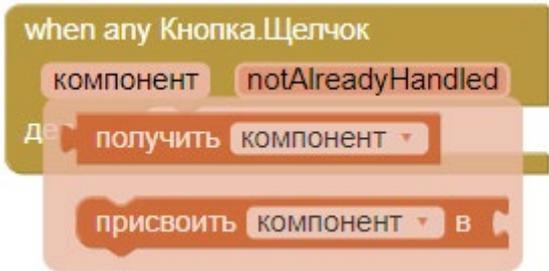 when any Кнопка.Щелчок
компонент notAlreadyHandled
получить компонент
присвоить компонент в